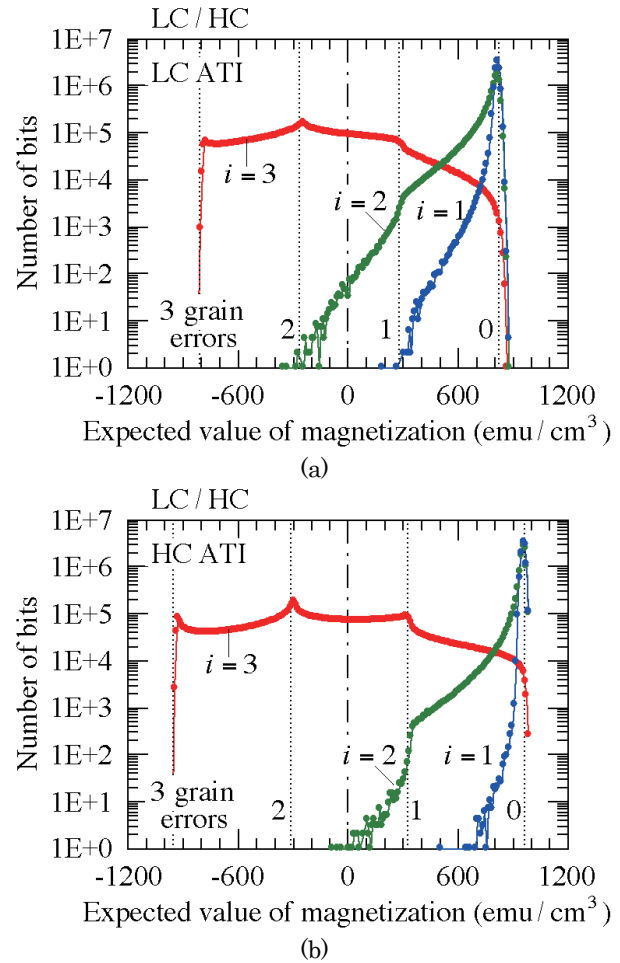 LC / HC
1E+7
LC ATI
1E+6
1E+5
1E+4
1E+3
1E+2
1E+1
1E+0
Number of bits
i = 3
i = 2
i = 1
3 grain
errors
2
1
0
-1200
-600
0
600
1200
Expected value of magnetization (emu / cm³)
(a)
LC / HC
1E+7
HC ATI
1E+6
1E+5
1E+4
1E+3
1E+2
1E+1
1E+0
Number of bits
i = 3
i = 2
i = 1
3 grain
errors
2
1
0
-1200
-600
0
600
1200
Expected value of magnetization (emu / cm³)
(b)